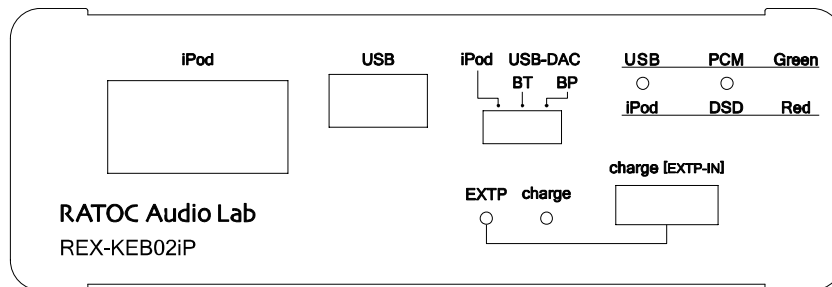 iPod USB iPod USB-DAC USB PCM Green
BT BP
iPod DSD Red
charge [EXTP-IN]
EXTP charge
RATOC Audio Lab
REX-KEB02iP